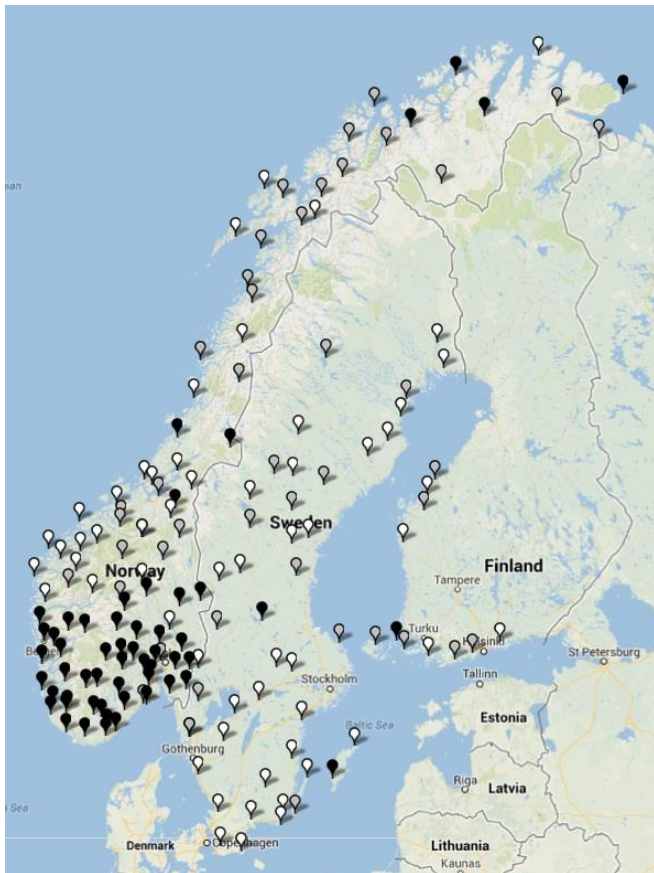 Sweden
Norway
Finland
Tampere
Turku
Helsinki
St Petersburg
Stockholm
Tallinn
Baltic Sea
Estonia
Gothenburg
Riga
Latvia
Denmark
Copenhagen
Lithuania
Kaunas